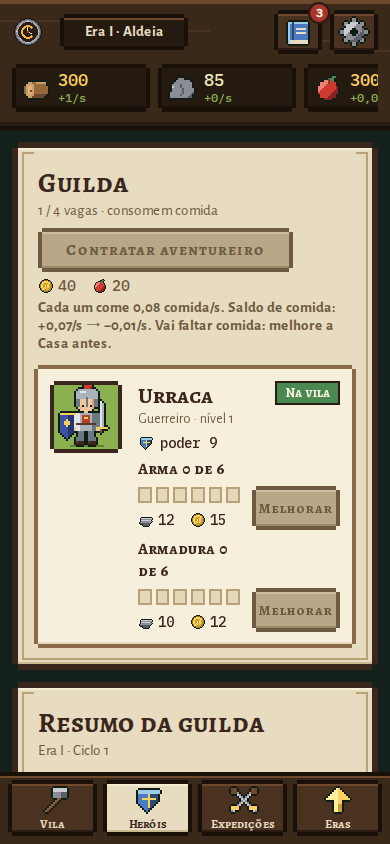 Era I · Aldeia
3
300
+1/s
85
+0/s
300
+0,0
Guilda
1 / 4 vagas · consomem comida
Contratar aventureiro
40 20
Cada um come 0,08 comida/s. Saldo de comida:
+0,07/s → -0,01/s. Vai faltar comida: melhore a
Casa antes.
Urraca
Na vila
Guerreiro · nível 1
poder 9
Arma 0 de 6
12 15
Melhorar
Armadura 0
de 6
10 12
Melhorar
Resumo da guilda
Era I · Ciclo 1
Vila
Heróis
Expedições
Eras